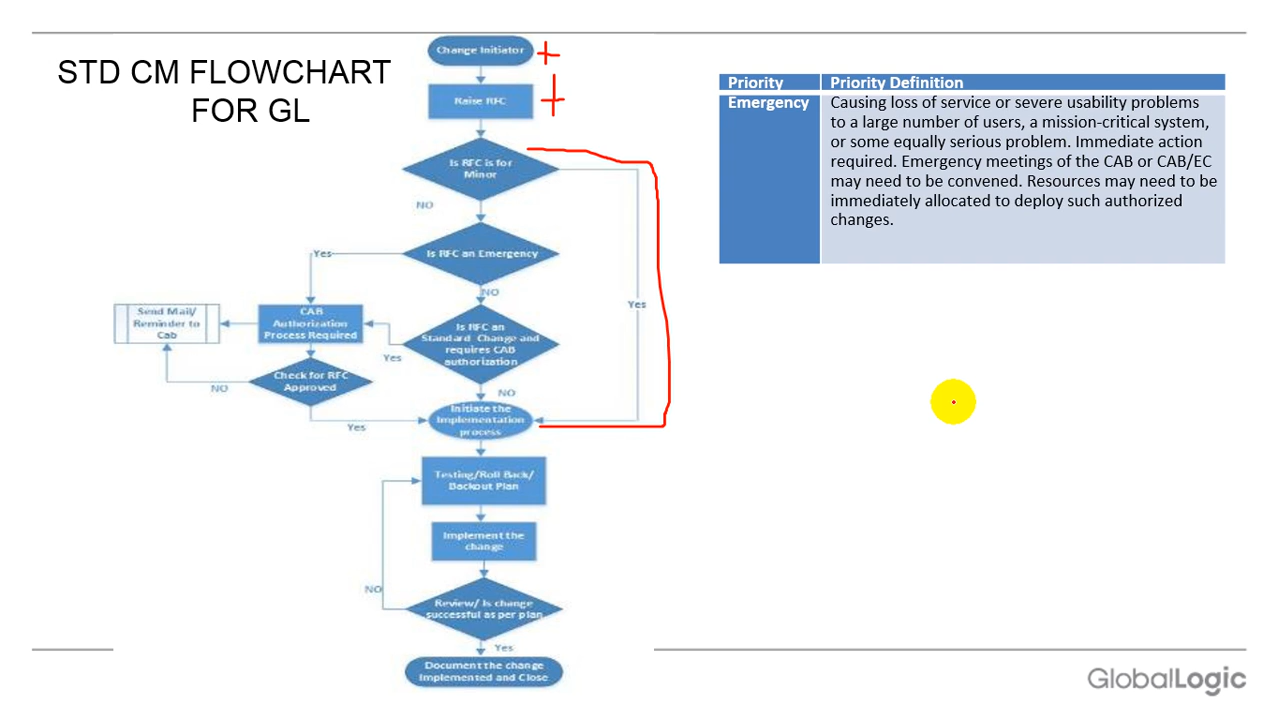 STD CM FLOWCHART
FOR GL
Change Initiator
Raise RFC
Is RFC is for
Minor
NO
Is RFC an Emergency
Yes
NO
Yes
Send Mail/
Reminder to
Cab
CAB
Authorization
Process Required
Is RFC an
Standard Change and
requires CAB
authorization
Yes
Check for RFC
Approved
NO
NO
Yes
Initiate the
Implementation
process
Testing/Roll Back/
Backout Plan
Implement the
change
NO
Review/ Is change
successful as per plan
Yes
Document the change
Implemented and Close
Priority
Priority Definition
Emergency
Causing loss of service or severe usability problems
to a large number of users, a mission-critical system,
or some equally serious problem. Immediate action
required. Emergency meetings of the CAB or CAB/EC
may need to be convened. Resources may need to be
immediately allocated to deploy such authorized
changes.
GlobalLogic